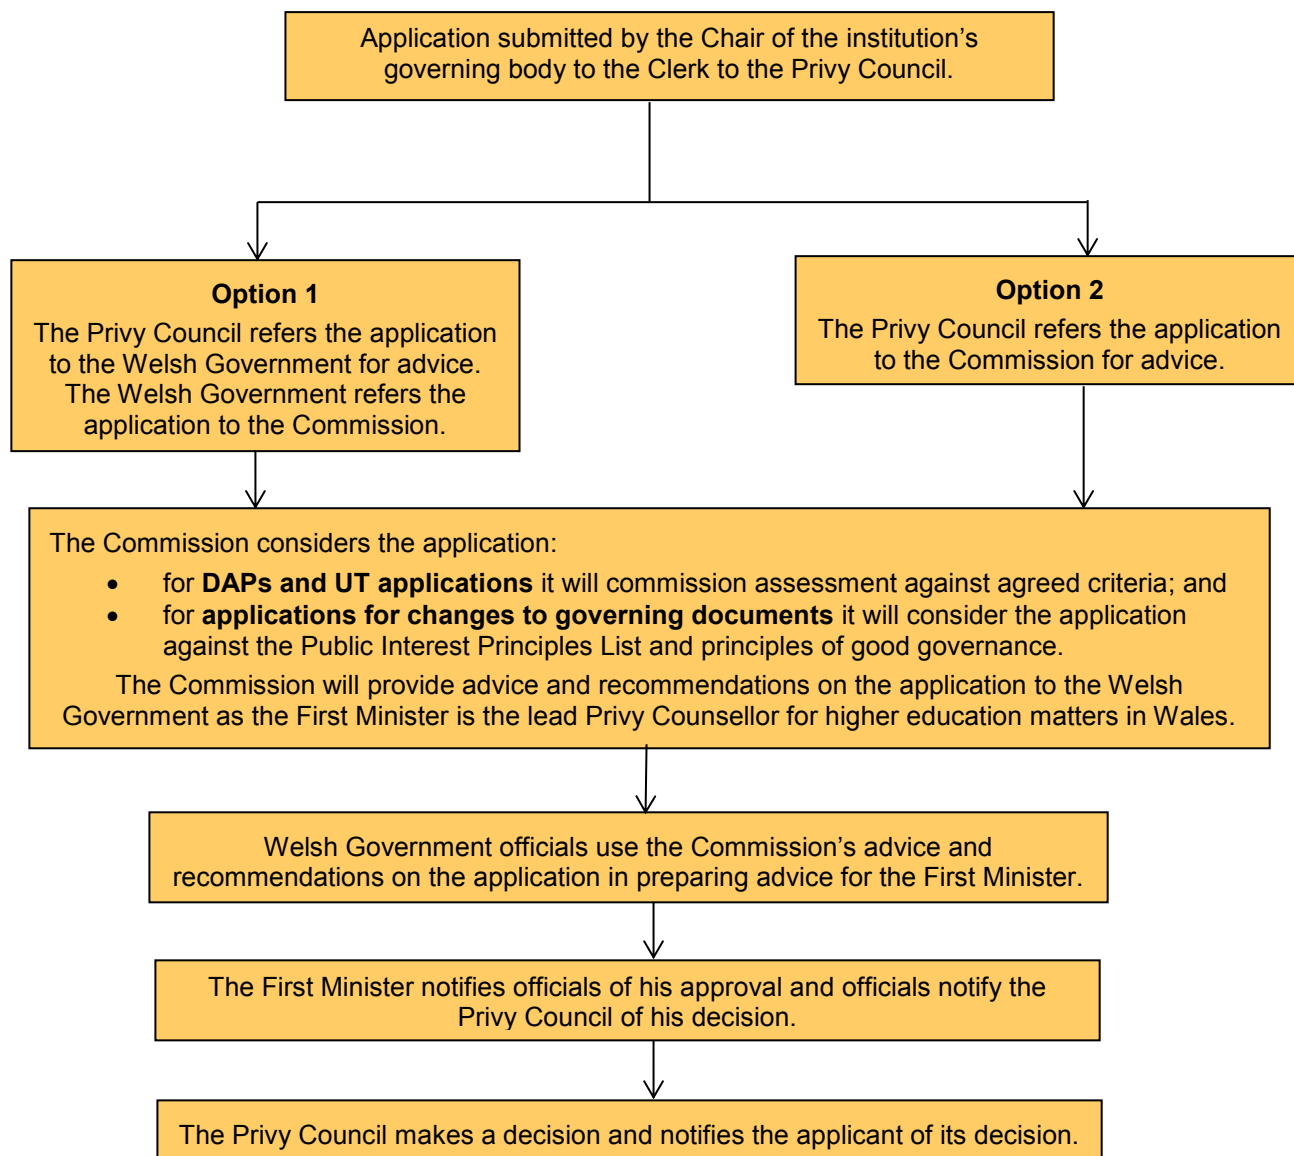 Application submitted by the Chair of the institution’s
governing body to the Clerk to the Privy Council.
Option 1
The Privy Council refers the application
to the Welsh Government for advice.
The Welsh Government refers the
application to the Commission.
Option 2
The Privy Council refers the application
to the Commission for advice.
The Commission considers the application:
• for DAPs and UT applications it will commission assessment against agreed criteria; and
• for applications for changes to governing documents it will consider the application
against the Public Interest Principles List and principles of good governance.
The Commission will provide advice and recommendations on the application to the Welsh
Government as the First Minister is the lead Privy Counsellor for higher education matters in Wales.
Welsh Government officials use the Commission’s advice and
recommendations on the application in preparing advice for the First Minister.
The First Minister notifies officials of his approval and officials notify the
Privy Council of his decision.
The Privy Council makes a decision and notifies the applicant of its decision.